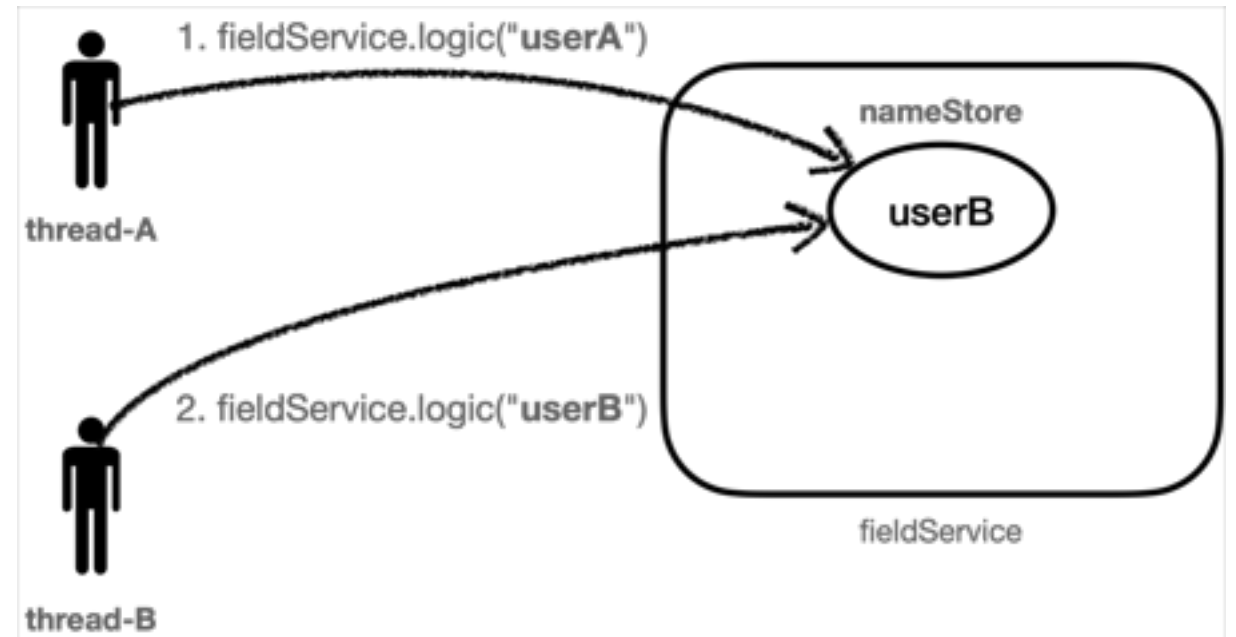 1. fieldService.logic("userA")
nameStore
userB
thread-A
2. fieldService.logic("userB")
fieldService
thread-B